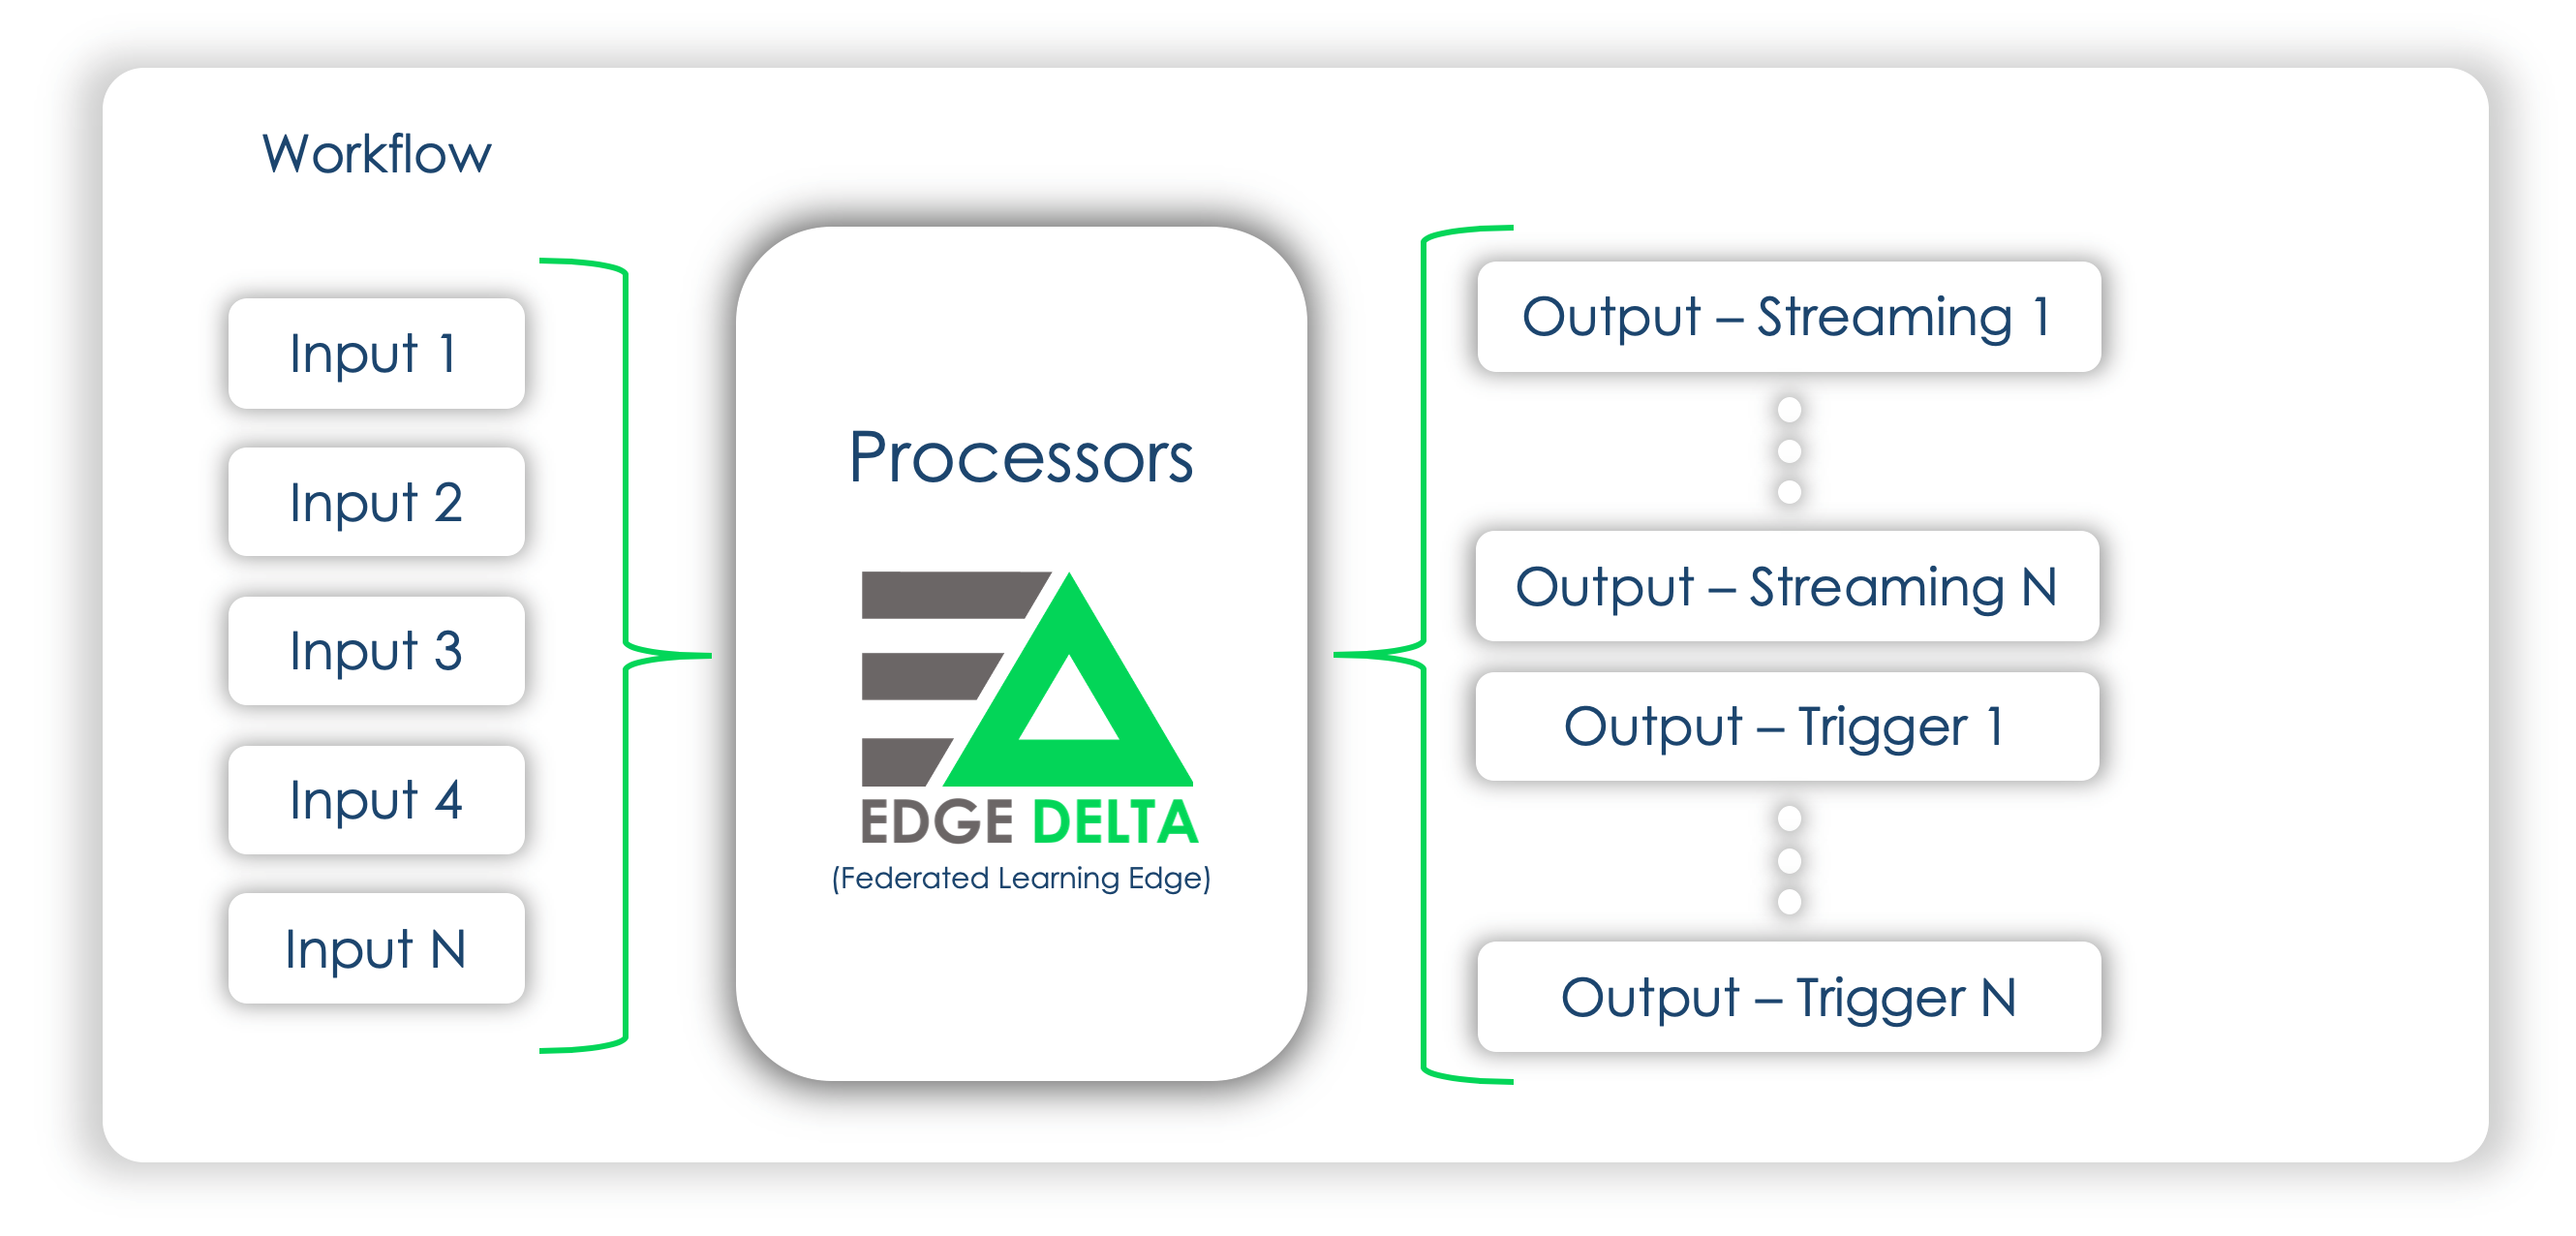 Workflow
Input 1
Input 2
Input 3
Input 4
Input N
Processors
EDGE DELTA
(Federated Learning Edge)
Output – Streaming 1
Output – Streaming N
Output – Trigger 1
Output – Trigger N